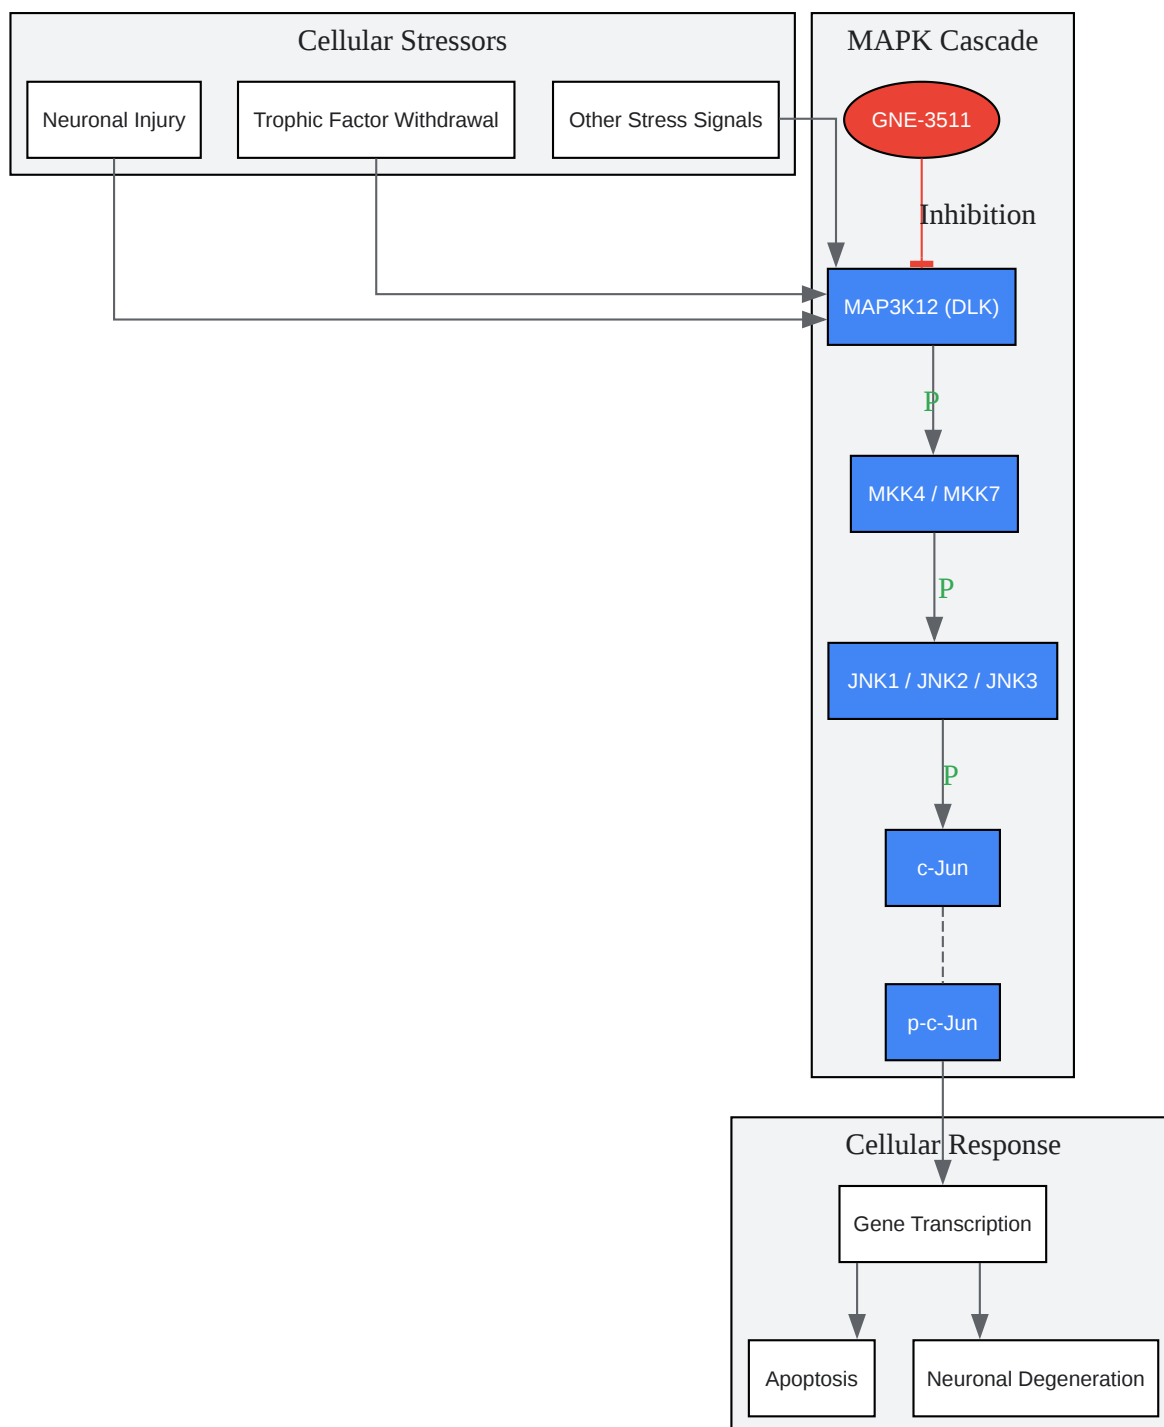 Cellular Stressors
Neuronal Injury
Trophic Factor Withdrawal
Other Stress Signals
MAPK Cascade
GNE-3511
Inhibition
MAP3K12 (DLK)
P
MKK4 / MKK7
P
JNK1 / JNK2 / JNK3
P
c-Jun
p-c-Jun
Cellular Response
Gene Transcription
Apoptosis
Neuronal Degeneration